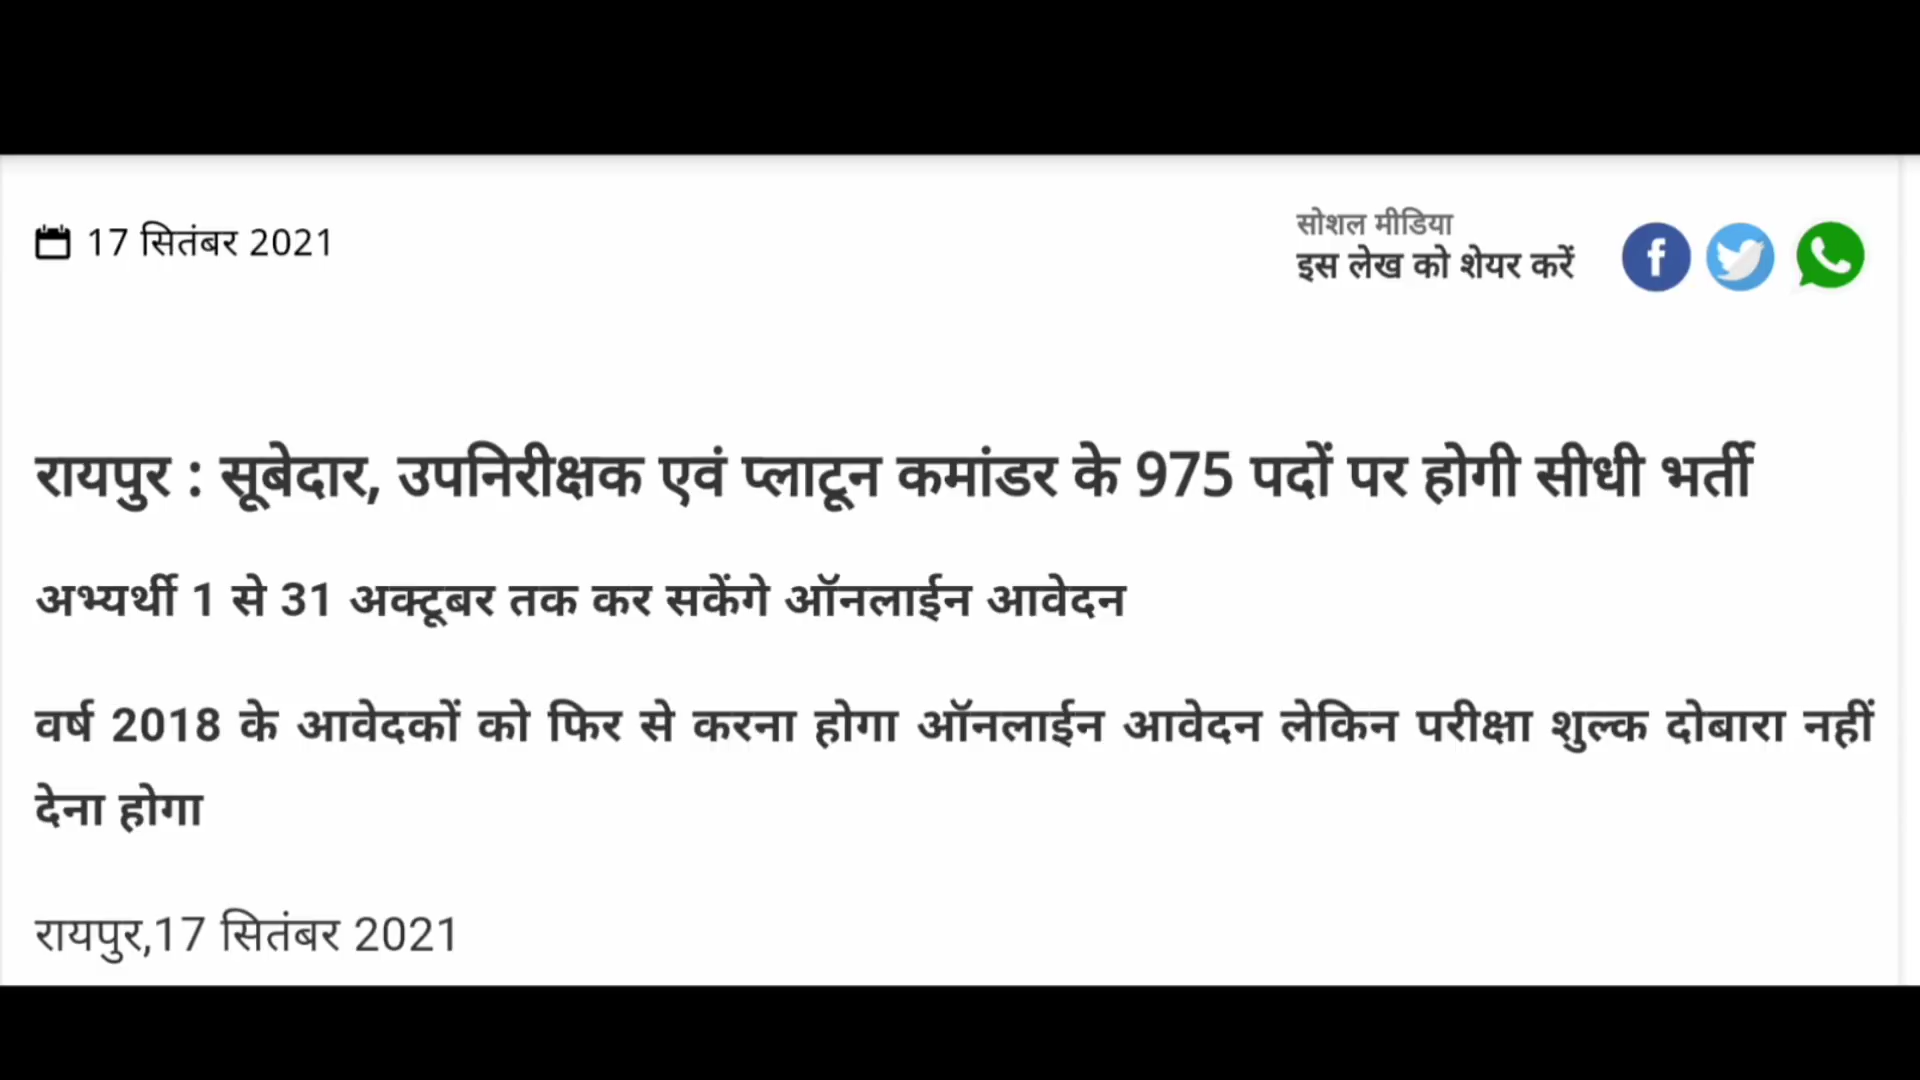 17 सितंबर 2021
सोशल मीडिया
इस लेख को शेयर करें
रायपुर : सूबेदार, उपनिरीक्षक एवं प्लाटून कमांडर के 975 पदों पर होगी सीधी भर्ती
अभ्यर्थी 1 से 31 अक्टूबर तक कर सकेंगे ऑनलाईन आवेदन
वर्ष 2018 के आवेदकों को फिर से करना होगा ऑनलाईन आवेदन लेकिन परीक्षा शुल्क दोबारा नहीं
देना होगा
रायपुर,17 सितंबर 2021